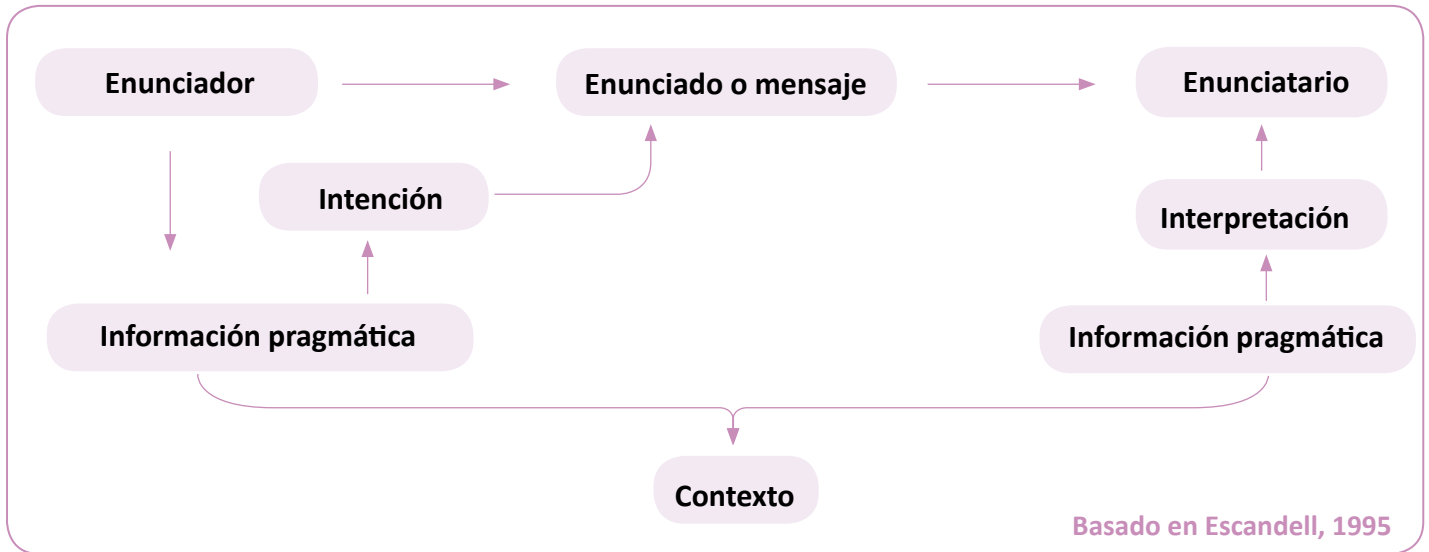 Enunciador
Enunciado o mensaje
Enunciatario
Intención
Interpretación
Información pragmática
Información pragmática
Contexto
Basado en Escandell, 1995